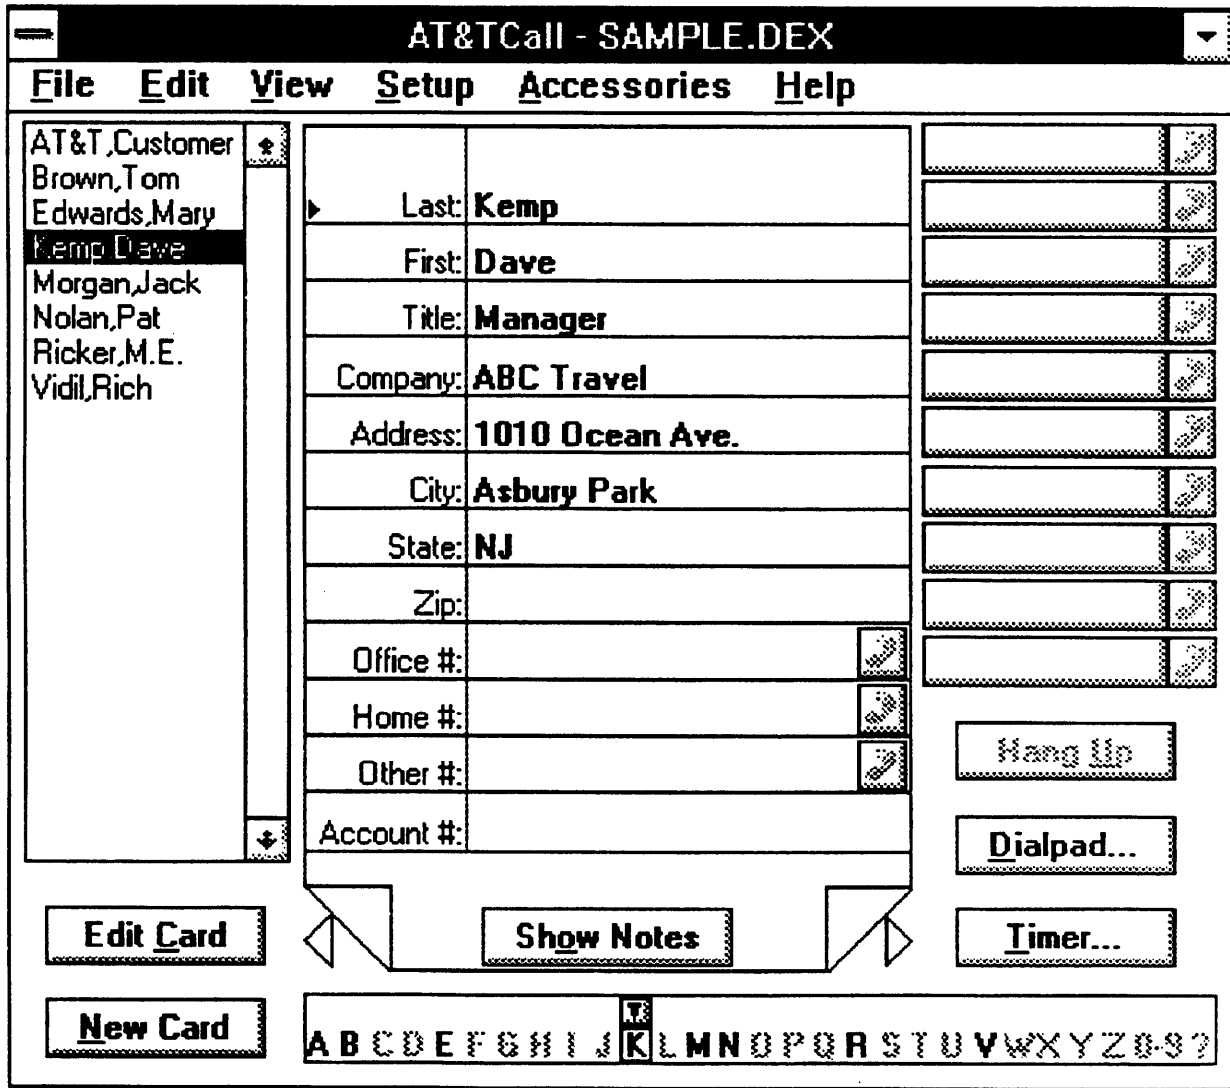 AT&TCall - SAMPLE.DEX
File Edit View Setup Accessories Help
AT&T,Customer
Brown,Tom
Edwards,Mary
Kemp,Dave
Morgan,Jack
Nolan,Pat
Ricker,M.E.
Vidil,Rich
Last: Kemp
First: Dave
Title: Manager
Company: ABC Travel
Address: 1010 Ocean Ave.
City: Asbury Park
State: NJ
Zip:
Office #:
Home #:
Other #:
Account #:
Hang Up
Dialpad...
Edit Card
Show Notes
Timer...
New Card
A B C D E F G H I J K L M N O P Q R S T U V W X Y Z 0-9 ?